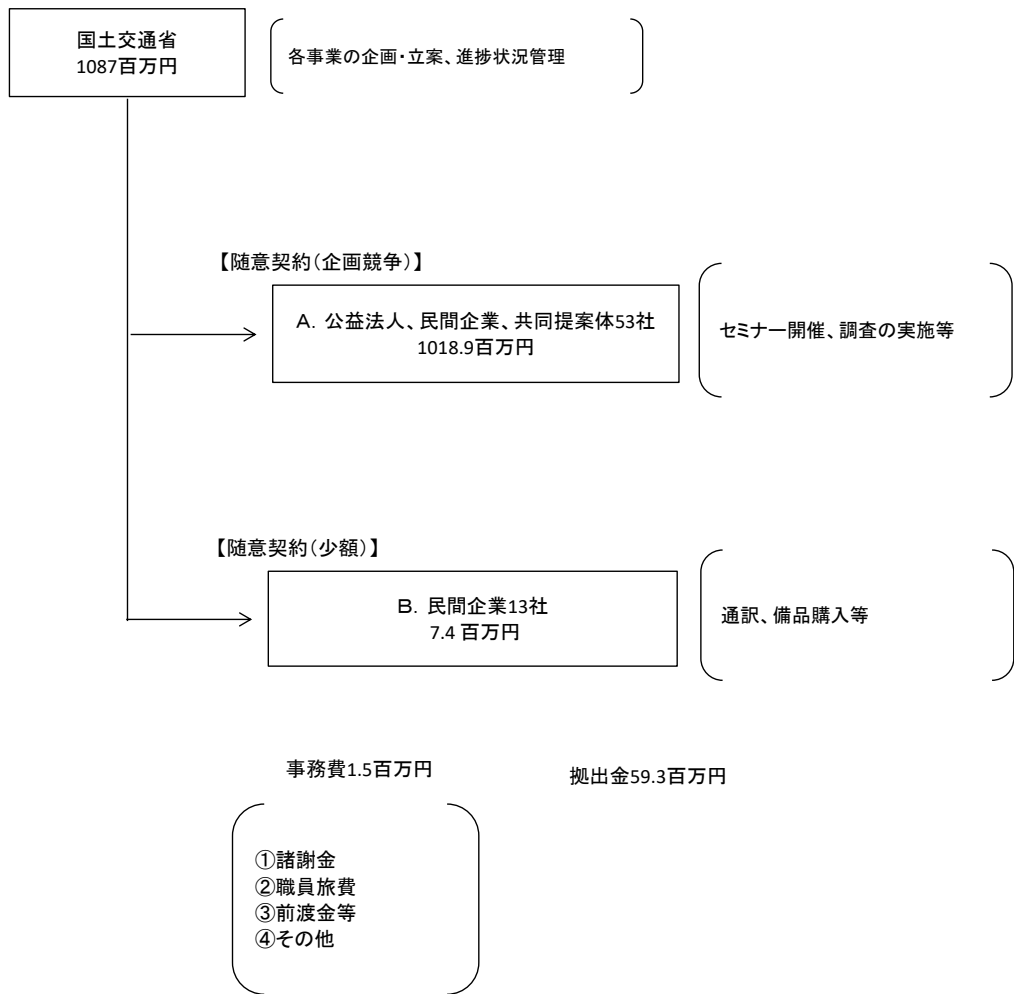 国土交通省
1087百万円
各事業の企画・立案、進捗状況管理
【随意契約(企画競争)】
A. 公益法人、民間企業、共同提案体53社
1018.9百万円
セミナー開催、調査の実施等
【随意契約(少額)】
B. 民間企業13社
7.4 百万円
通訳、備品購入等
事務費1.5百万円
拠出金59.3百万円
①諸謝金
②職員旅費
③前渡金等
④その他